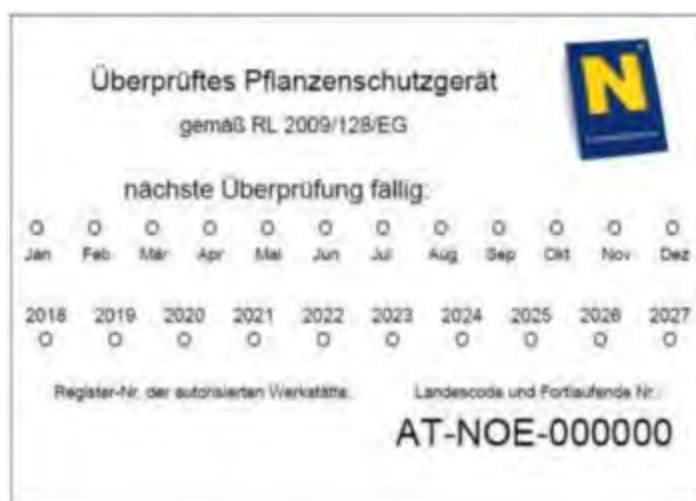 N
Überprüftes Pflanzenschutzgerät
gemäß RL 2009/128/EG
nächste Überprüfung fällig:
Jan Feb Mär Apr Mai Jun Jul Aug Sep Okt Nov Dez
2018 2019 2020 2021 2022 2023 2024 2025 2026 2027
Register-Nr. der autorisierten Werkstätte: Landescode und Fortlaufende Nr.:
AT-NOE-000000